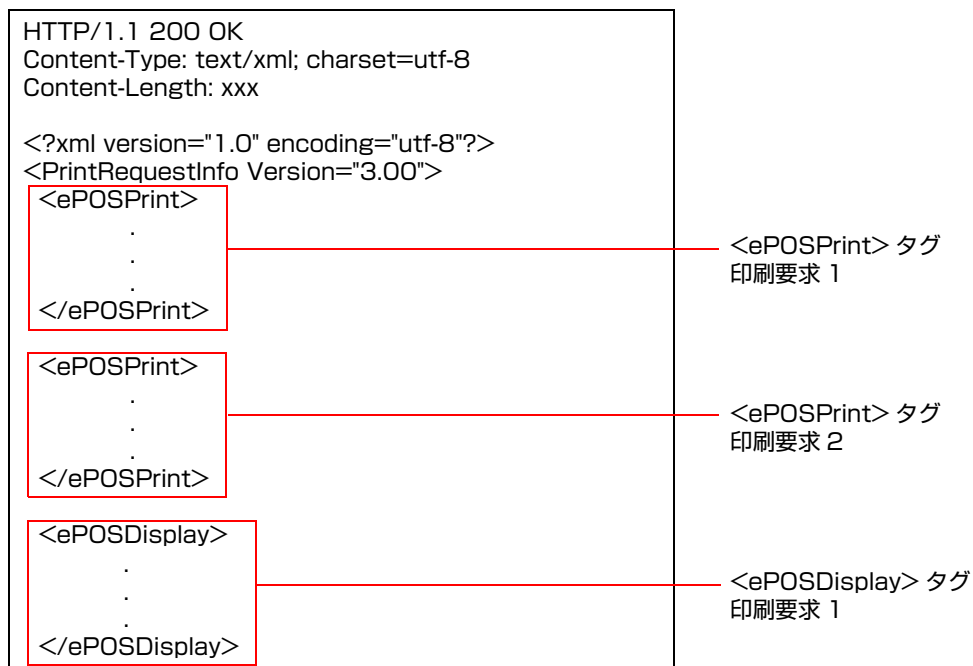 HTTP/1.1 200 OK
Content-Type: text/xml; charset=utf-8
Content-Length: xxx
<?xml version="1.0" encoding="utf-8"?>
<PrintRequestInfo Version="3.00">
<ePOSPrint>
.
.
.
</ePOSPrint>
<ePOSPrint> タグ
印刷要求 1
<ePOSPrint>
.
.
.
</ePOSPrint>
<ePOSPrint> タグ
印刷要求 2
<ePOSDisplay>
.
.
.
</ePOSDisplay>
<ePOSDisplay> タグ
印刷要求 1